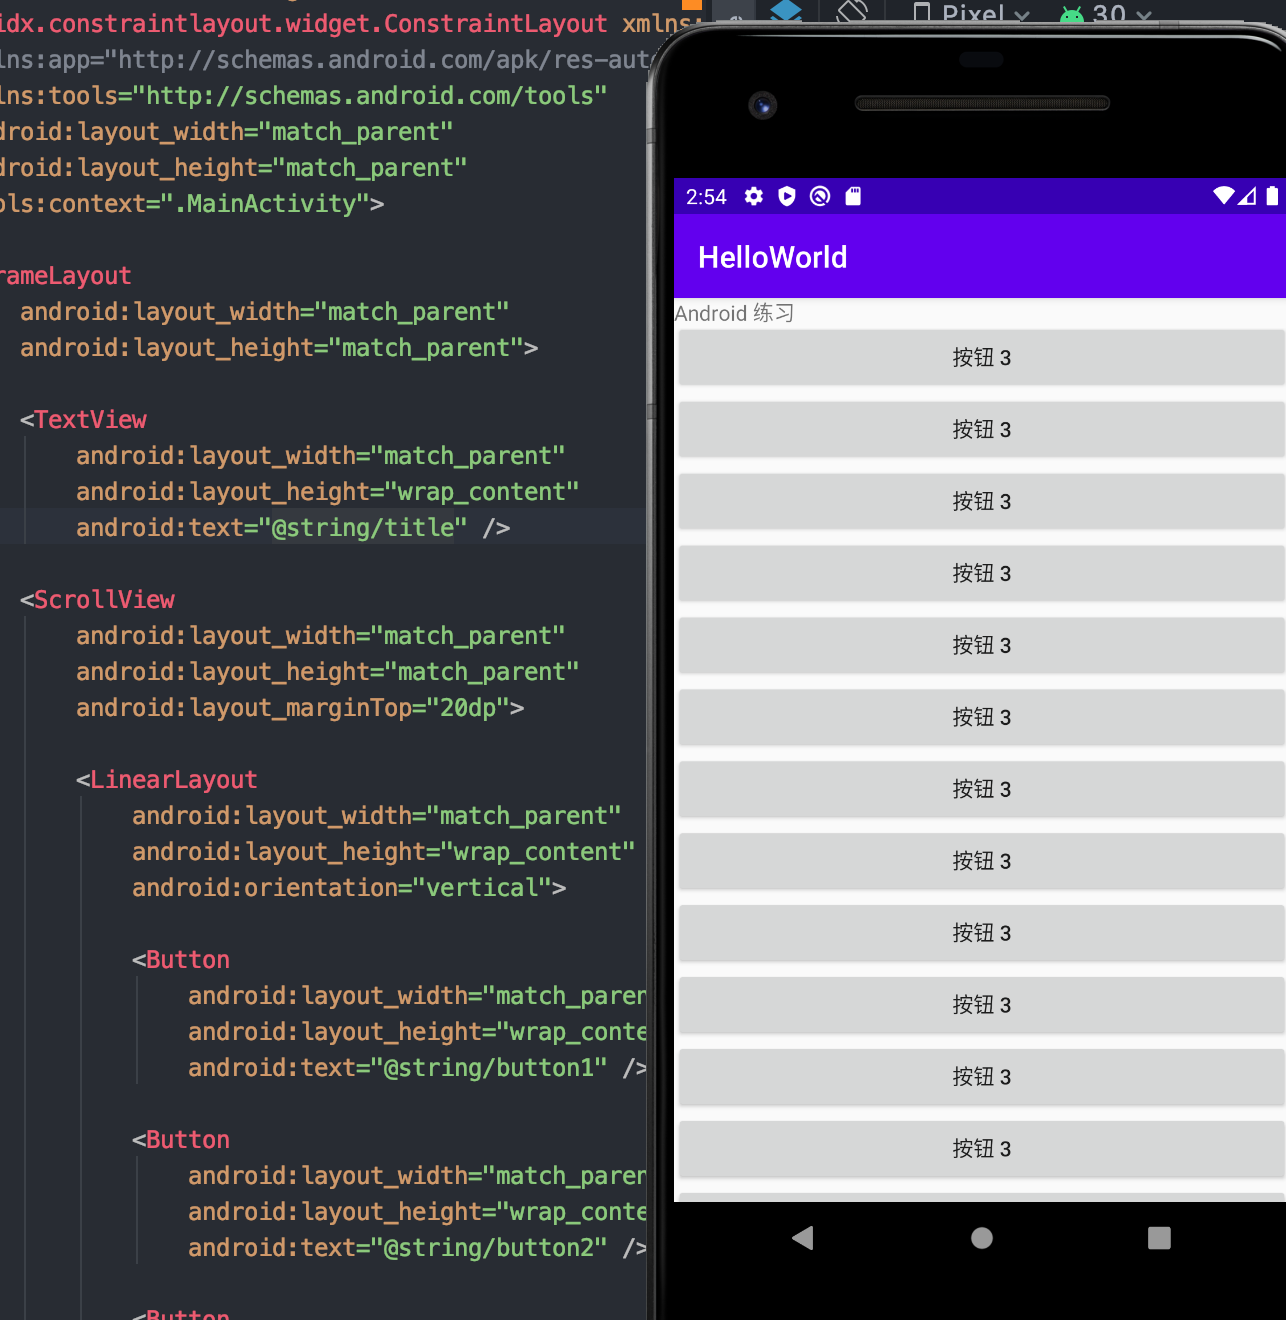 idx.constraintlayout.widget.ConstraintLayout xmlns:
lns:app="http://schemas.android.com/apk/res-aut
lns:tools="http://schemas.android.com/tools"
droid:layout_width="match_parent"
droid:layout_height="match_parent"
ols:context=".MainActivity">
rameLayout
android:layout_width="match_parent"
android:layout_height="match_parent">
<TextView
android:layout_width="match_parent"
android:layout_height="wrap_content"
android:text="@string/title" />
<ScrollView
android:layout_width="match_parent"
android:layout_height="match_parent"
android:layout_marginTop="20dp">
<LinearLayout
android:layout_width="match_parent"
android:layout_height="wrap_content"
android:orientation="vertical">
<Button
android:layout_width="match_paren
android:layout_height="wrap_conte
android:text="@string/button1" />
<Button
android:layout_width="match_paren
android:layout_height="wrap_conte
android:text="@string/button2" />
<Button
Pixel 30
2:54
HelloWorld
Android 练习
按钮 3
按钮 3
按钮 3
按钮 3
按钮 3
按钮 3
按钮 3
按钮 3
按钮 3
按钮 3
按钮 3
按钮 3